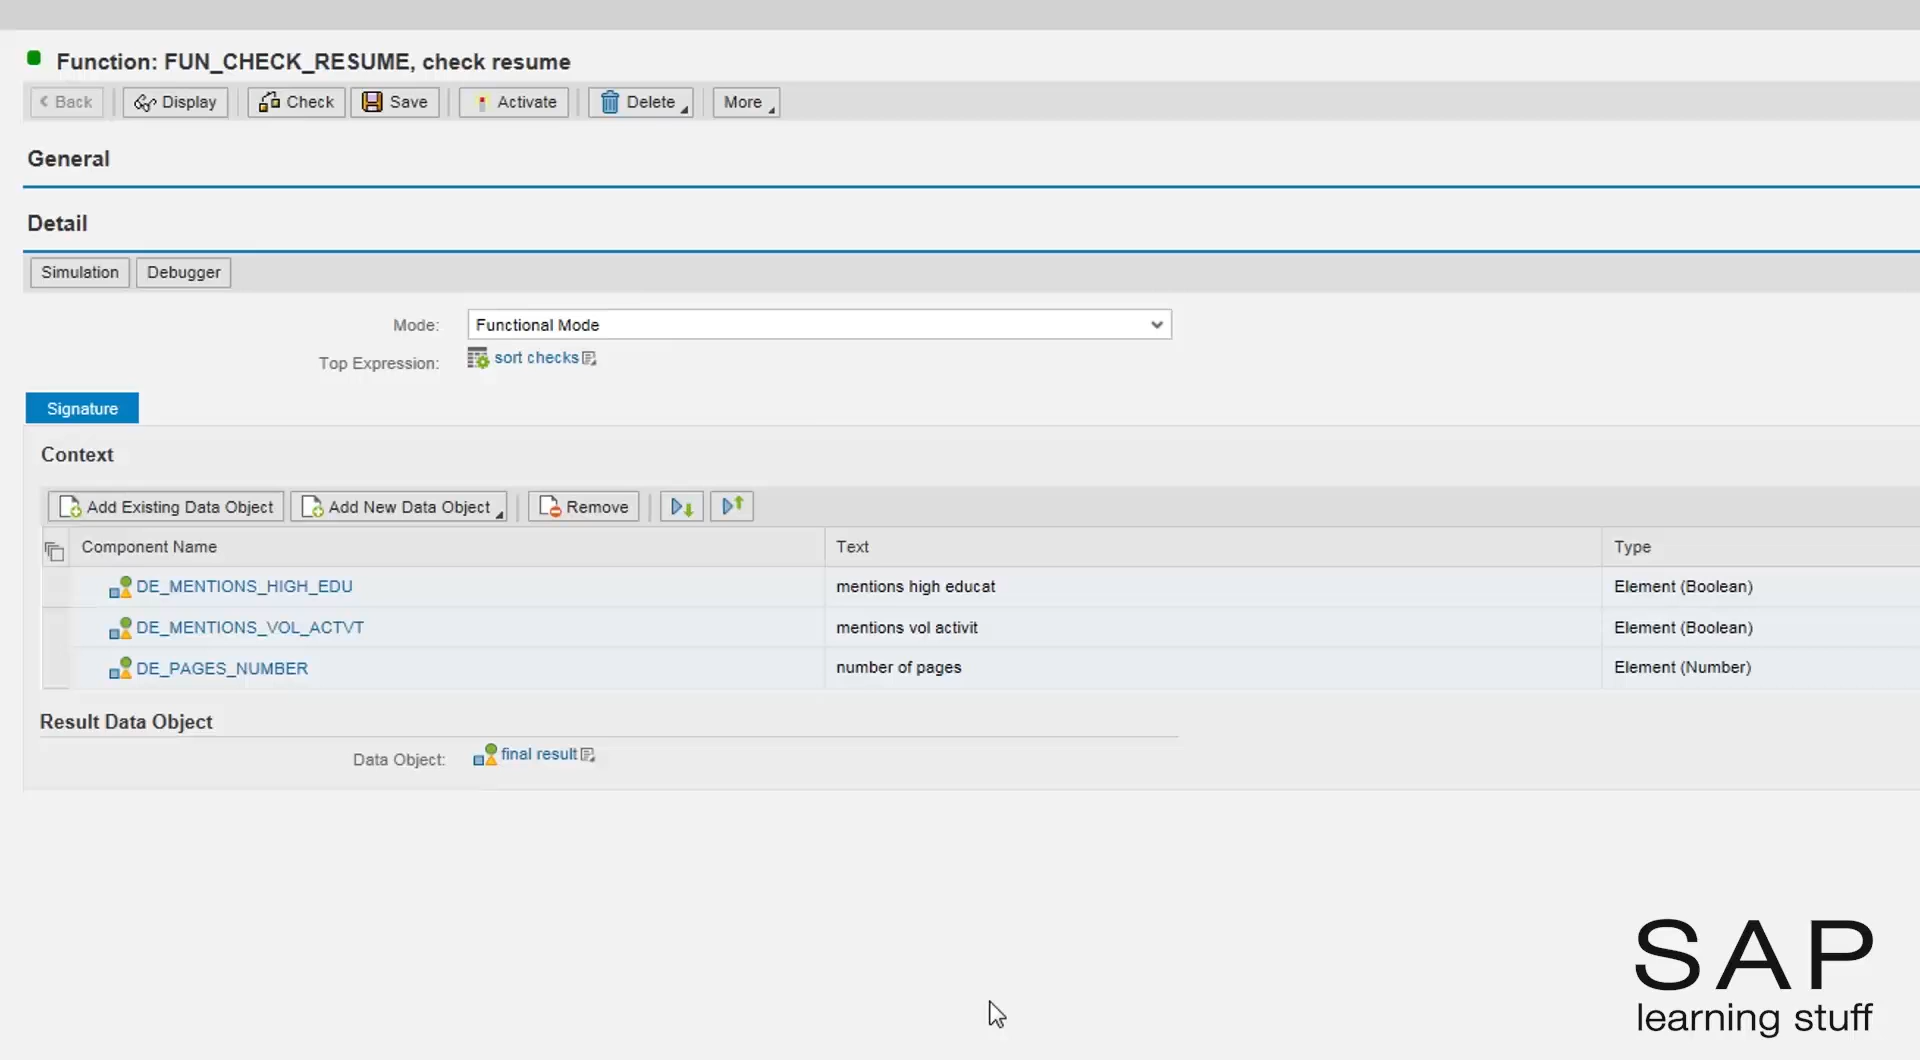 Function: FUN_CHECK_RESUME, check resume
Back Display Check Save Activate Delete More
General
Detail
Simulation Debugger
Mode: Functional Mode
Top Expression: sort checks
Signature
Context
Add Existing Data Object Add New Data Object Remove
Component Name Text Type
DE_MENTIONS_HIGH_EDU mentions high educat Element (Boolean)
DE_MENTIONS_VOL_ACTVT mentions vol activit Element (Boolean)
DE_PAGES_NUMBER number of pages Element (Number)
Result Data Object
Data Object: final result
SAP
learning stuff